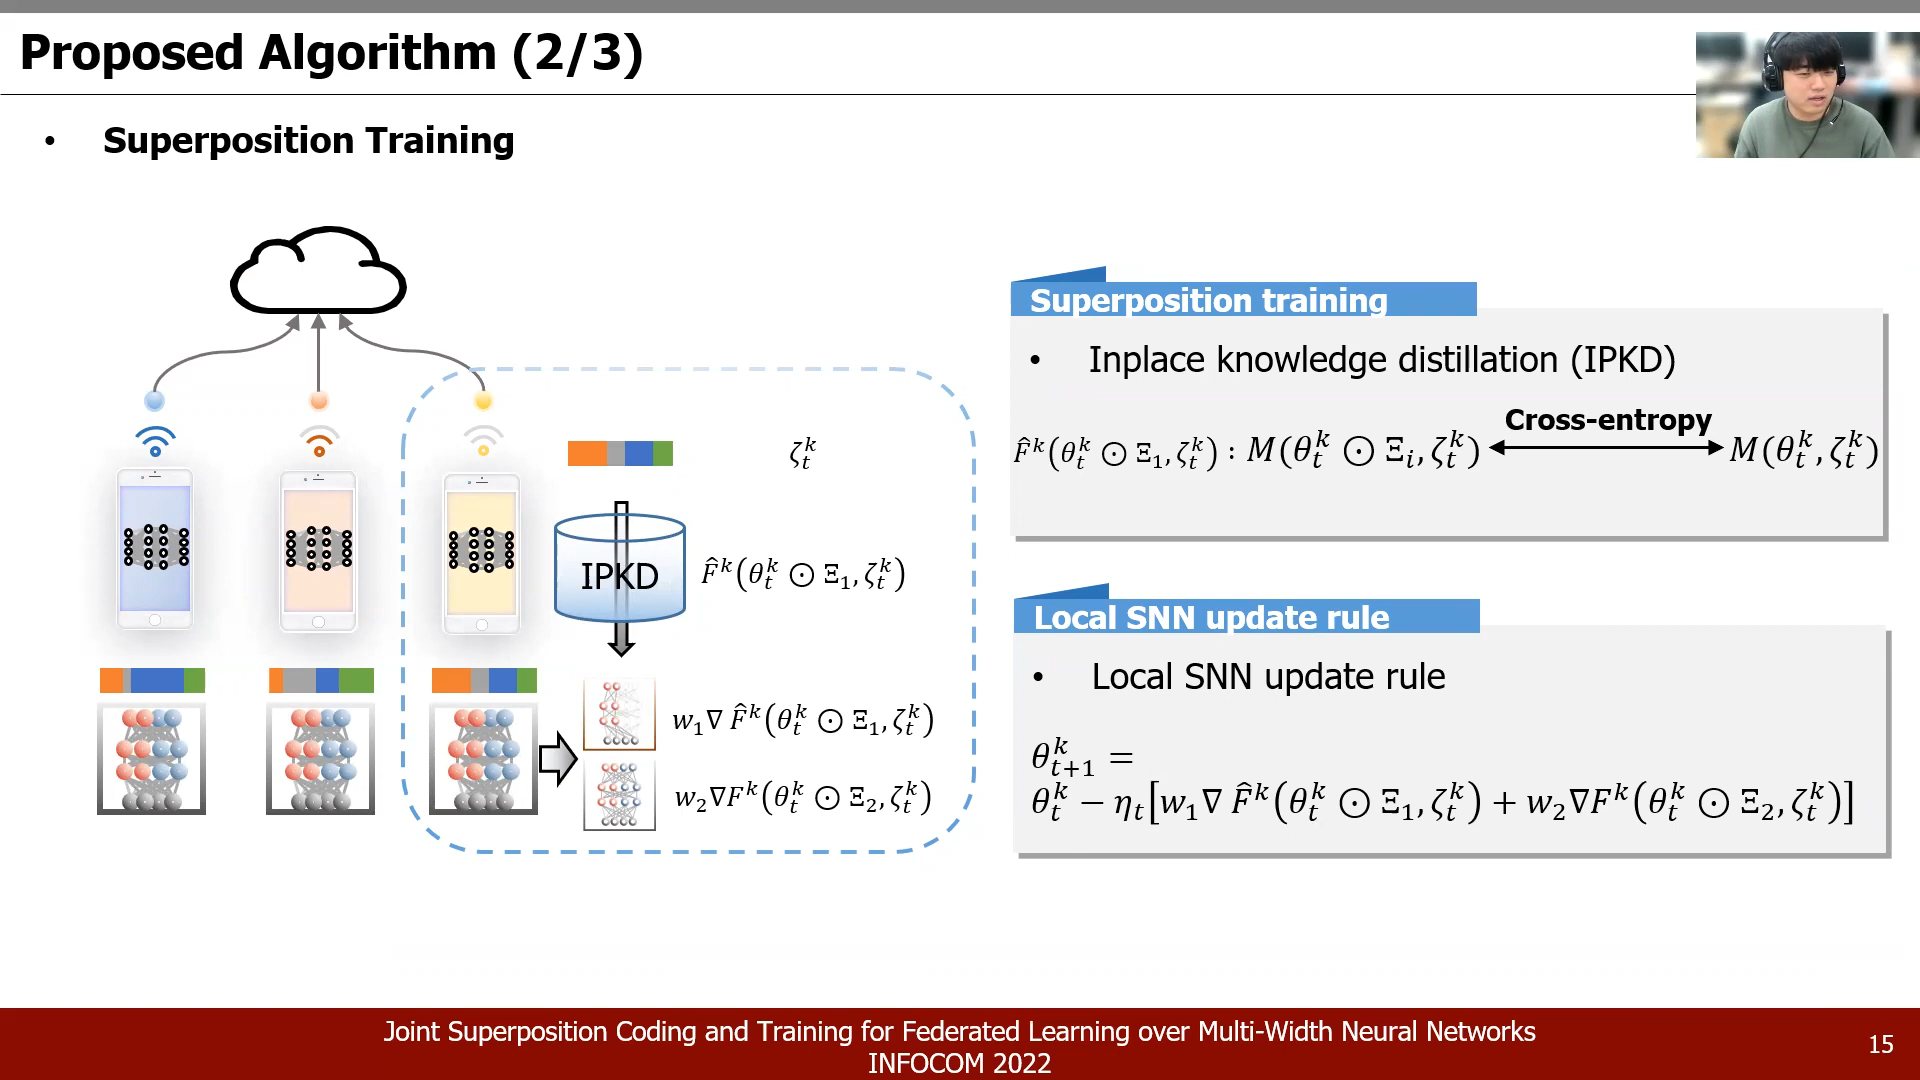 Proposed Algorithm (2/3)
• Superposition Training
ζ_t^k
IPKD
F̂^k(θ_t^k ⊙ Ξ_1, ζ_t^k)
w_1∇ F̂^k(θ_t^k ⊙ Ξ_1, ζ_t^k)
w_2∇F^k(θ_t^k ⊙ Ξ_2, ζ_t^k)
Superposition training
• Inplace knowledge distillation (IPKD)
Cross-entropy
F̂^k(θ_t^k ⊙ Ξ_1, ζ_t^k) : M(θ_t^k ⊙ Ξ_i, ζ_t^k) M(θ_t^k, ζ_t^k)
Local SNN update rule
• Local SNN update rule
θ_{t+1}^k =
θ_t^k − η_t[w_1∇ F̂^k(θ_t^k ⊙ Ξ_1, ζ_t^k) + w_2∇F^k(θ_t^k ⊙ Ξ_2, ζ_t^k)]
Joint Superposition Coding and Training for Federated Learning over Multi-Width Neural Networks
INFOCOM 2022
15